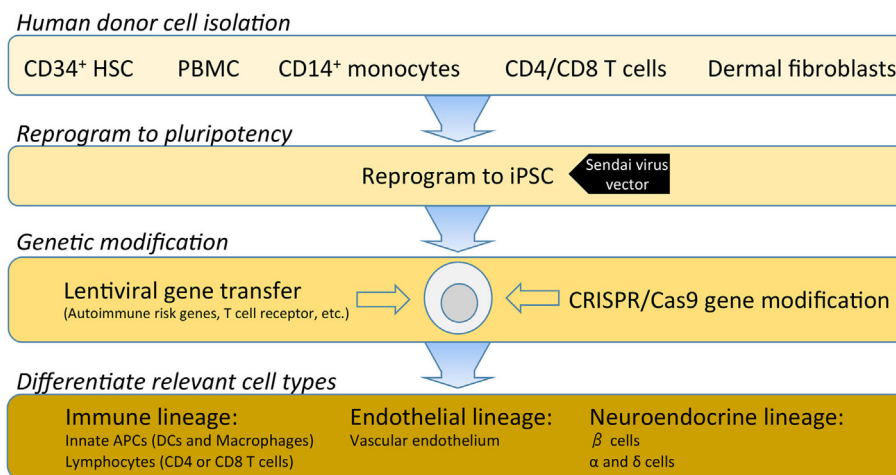 Human donor cell isolation
CD34⁺ HSC PBMC CD14⁺ monocytes CD4/CD8 T cells Dermal fibroblasts
Reprogram to pluripotency
Reprogram to iPSC
Sendai virus
vector
Genetic modification
Lentiviral gene transfer
(Autoimmune risk genes, T cell receptor, etc.)
CRISPR/Cas9 gene modification
Differentiate relevant cell types
Immune lineage:
Innate APCs (DCs and Macrophages)
Lymphocytes (CD4 or CD8 T cells)
Endothelial lineage:
Vascular endothelium
Neuroendocrine lineage:
β cells
α and δ cells